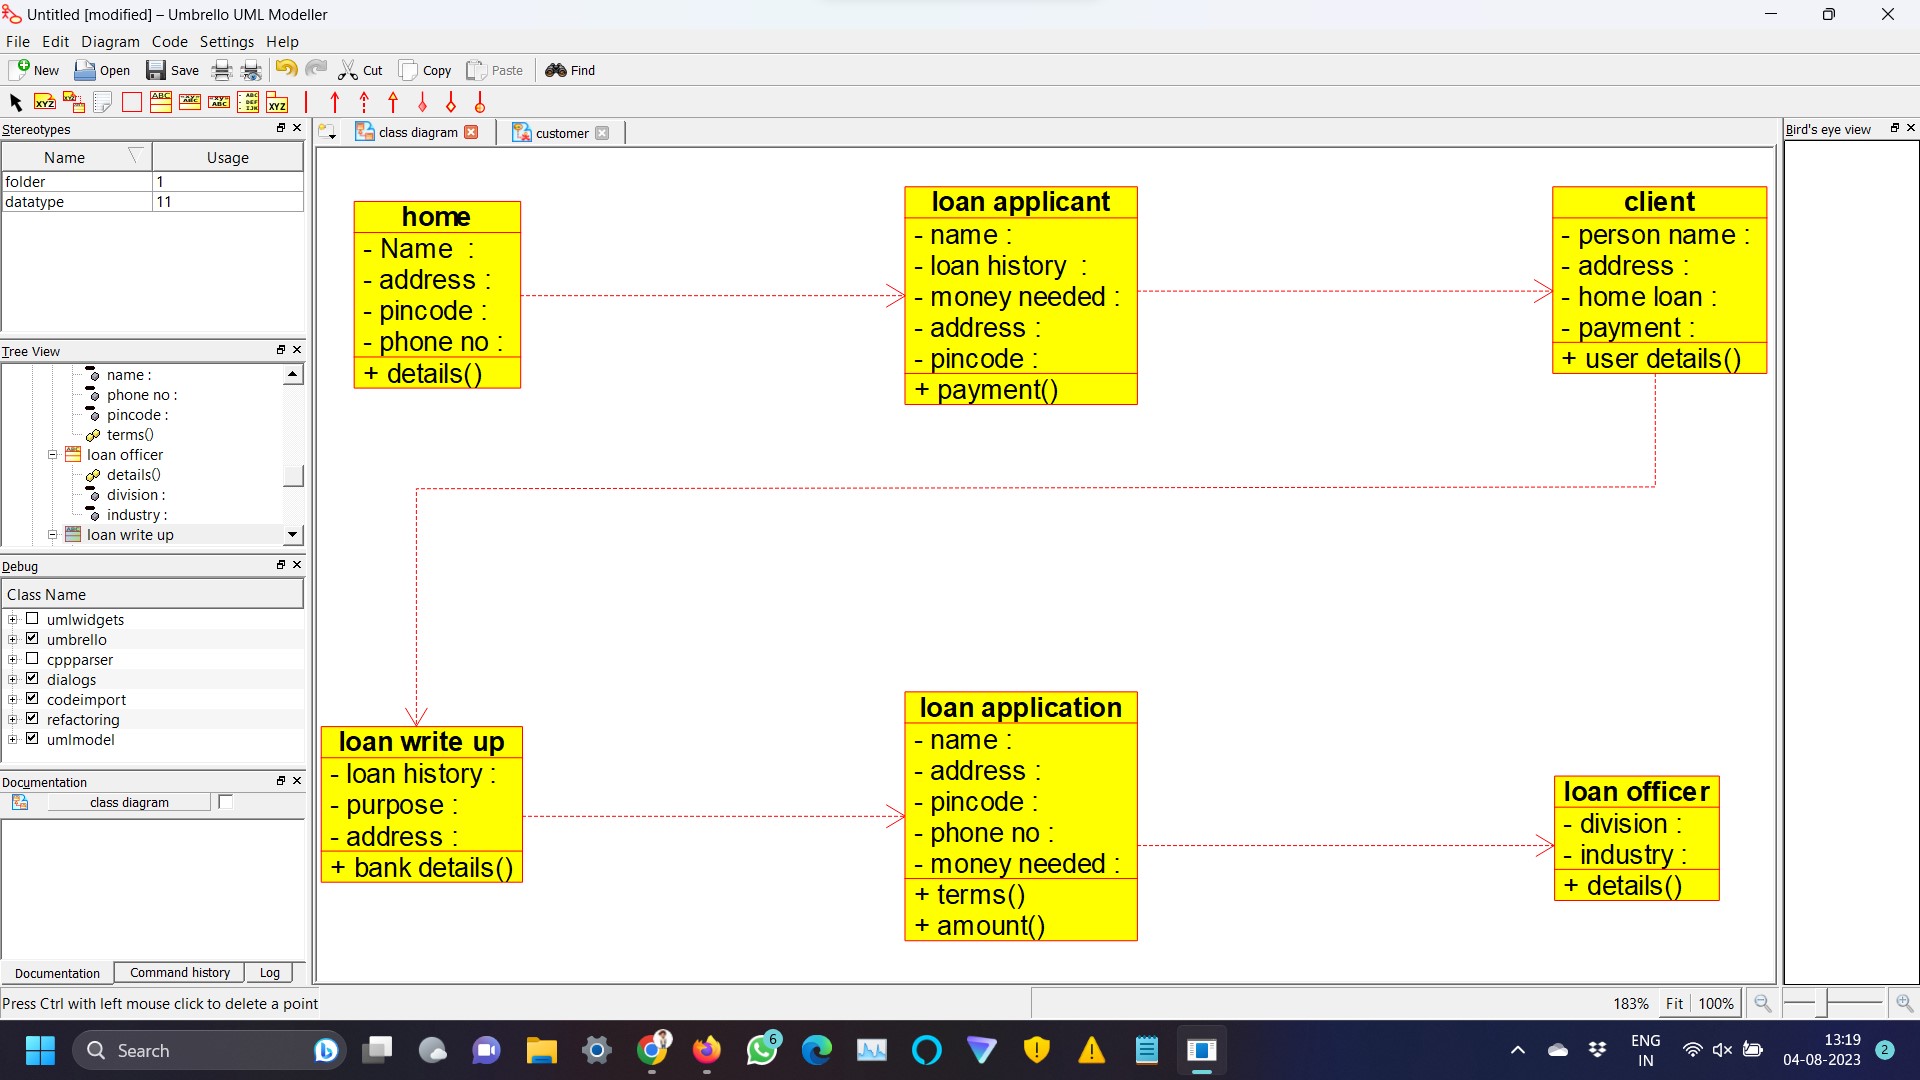 Untitled [modified] – Umbrello UML Modeller
File Edit Diagram Code Settings Help
New Open Save Cut Copy Paste Find
Stereotypes
Name Usage
folder 1
datatype 11
Tree View
name :
phone no :
pincode :
terms()
loan officer
details()
division :
industry :
loan write up
Debug
Class Name
umlwidgets
umbrello
cppparser
dialogs
codeimport
refactoring
umlmodel
Documentation
class diagram
Documentation Command history Log
Press Ctrl with left mouse click to delete a point
class diagram customer
home
- Name :
- address :
- pincode :
- phone no :
+ details()
loan applicant
- name :
- loan history :
- money needed :
- address :
- pincode :
+ payment()
client
- person name :
- address :
- home loan :
- payment :
+ user details()
loan write up
- loan history :
- purpose :
- address :
+ bank details()
loan application
- name :
- address :
- pincode :
- phone no :
- money needed :
+ terms()
+ amount()
loan officer
- division :
- industry :
+ details()
Bird's eye view
183% Fit 100%
Search
6
ENG
IN
13:19
04-08-2023
2